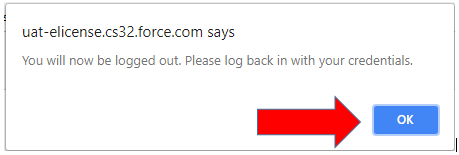 uat-elicense.cs32.force.com says
You will now be logged out. Please log back in with your credentials.
OK